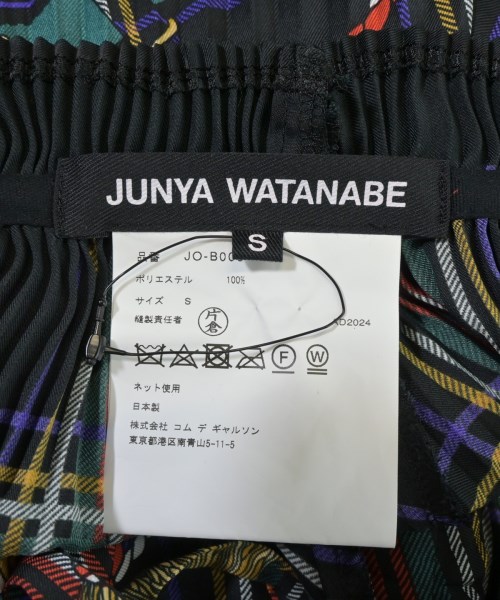 JUNYA WATANABE
S
品番 JO-B00
ポリエステル 100%
サイズ S
縫製責任者 片倉 AD2024
F W
ネット使用
日本製
株式会社 コム デ ギャルソン
東京都港区南青山5-11-5